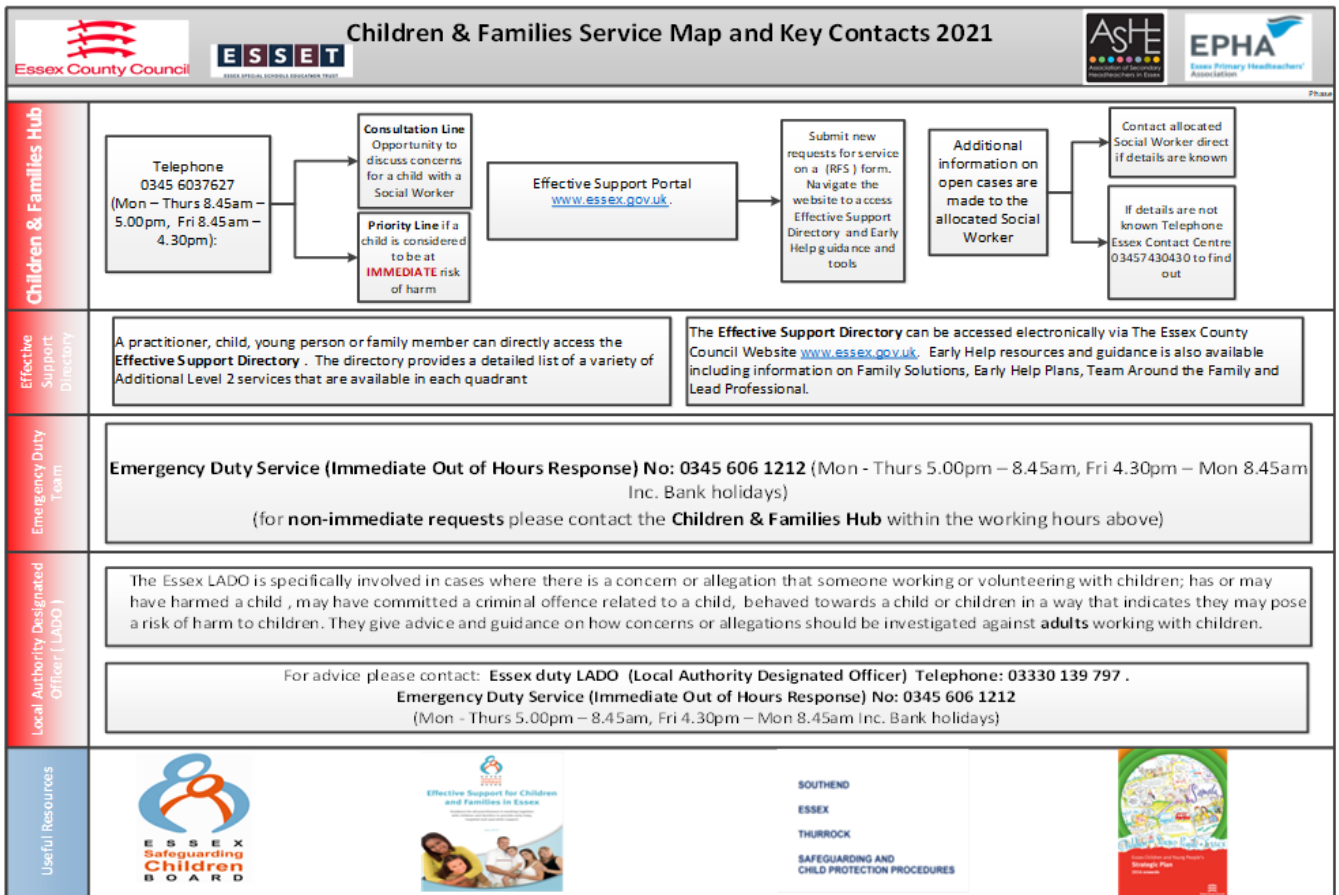 Children & Families Service Map and Key Contacts 2021
Essex County Council
ESSET
ESSEX SPECIAL SCHOOLS EDUCATION TRUST
ASHE
Association of Secondary
Headteachers in Essex
EPHA
Essex Primary Headteachers'
Association
Phase
Children & Families Hub
Telephone
0345 6037627
(Mon – Thurs 8.45am –
5.00pm, Fri 8.45am –
4.30pm):
Consultation Line
Opportunity to
discuss concerns
for a child with a
Social Worker
Priority Line if a
child is considered
to be at
IMMEDIATE risk
of harm
Effective Support Portal
www.essex.gov.uk .
Submit new
requests for service
on a (RFS ) form.
Navigate the
website to access
Effective Support
Directory and Early
Help guidance and
tools
Additional
information on
open cases are
made to the
allocated Social
Worker
Contact allocated
Social Worker direct
if details are known
If details are not
known Telephone
Essex Contact Centre
03457430430 to find
out
Effective
Support
Directory
A practitioner, child, young person or family member can directly access the
Effective Support Directory . The directory provides a detailed list of a variety of
Additional Level 2 services that are available in each quadrant
The Effective Support Directory can be accessed electronically via The Essex County
Council Website www.essex.gov.uk. Early Help resources and guidance is also available
including information on Family Solutions, Early Help Plans, Team Around the Family and
Lead Professional.
Emergency Duty
Team
Emergency Duty Service (Immediate Out of Hours Response) No: 0345 606 1212 (Mon - Thurs 5.00pm – 8.45am, Fri 4.30pm – Mon 8.45am
Inc. Bank holidays)
(for non-immediate requests please contact the Children & Families Hub within the working hours above)
Local Authority Designated
Officer ( LADO )
The Essex LADO is specifically involved in cases where there is a concern or allegation that someone working or volunteering with children; has or may
have harmed a child , may have committed a criminal offence related to a child, behaved towards a child or children in a way that indicates they may pose
a risk of harm to children. They give advice and guidance on how concerns or allegations should be investigated against adults working with children.
For advice please contact: Essex duty LADO (Local Authority Designated Officer) Telephone: 03330 139 797 .
Emergency Duty Service (Immediate Out of Hours Response) No: 0345 606 1212
(Mon - Thurs 5.00pm – 8.45am, Fri 4.30pm – Mon 8.45am Inc. Bank holidays)
Useful Resources
ESSEX
Safeguarding
Children
BOARD
Effective Support for Children
and Families in Essex
SOUTHEND
ESSEX
THURROCK
SAFEGUARDING AND
CHILD PROTECTION PROCEDURES
Essex Children and Young People's
Strategic Plan